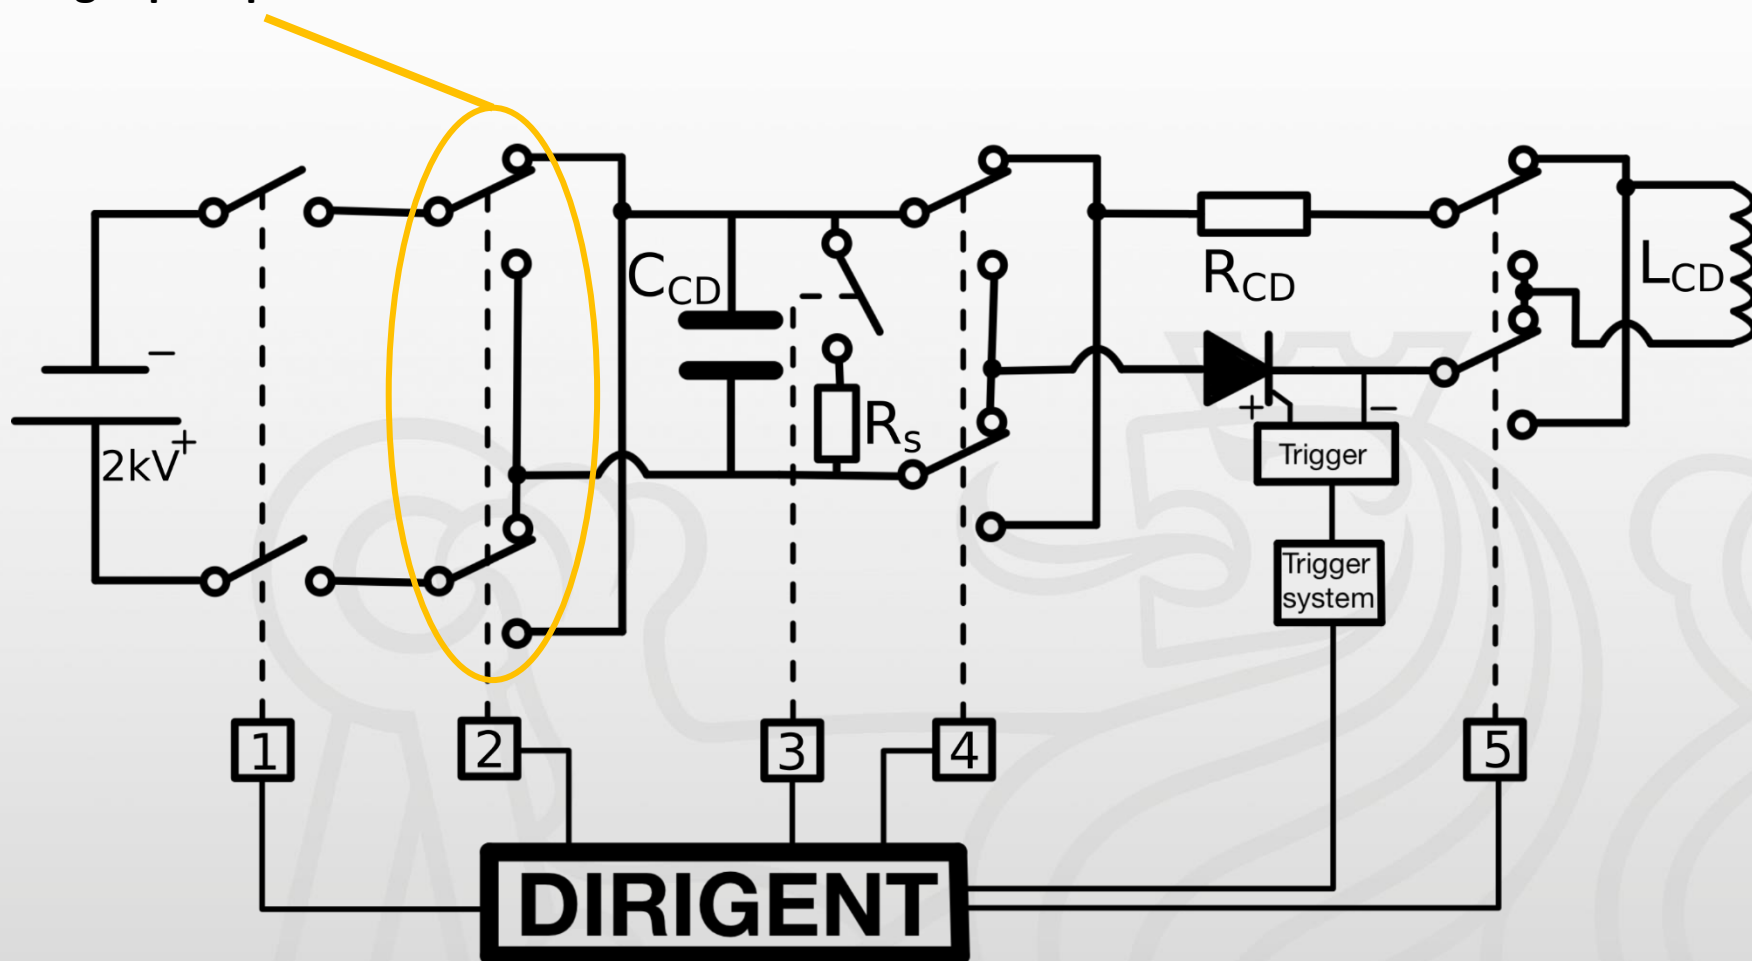 −
2kV
+
C_CD
R_s
R_CD
L_CD
+
−
Trigger
Trigger
system
1
2
3
4
5
DIRIGENT